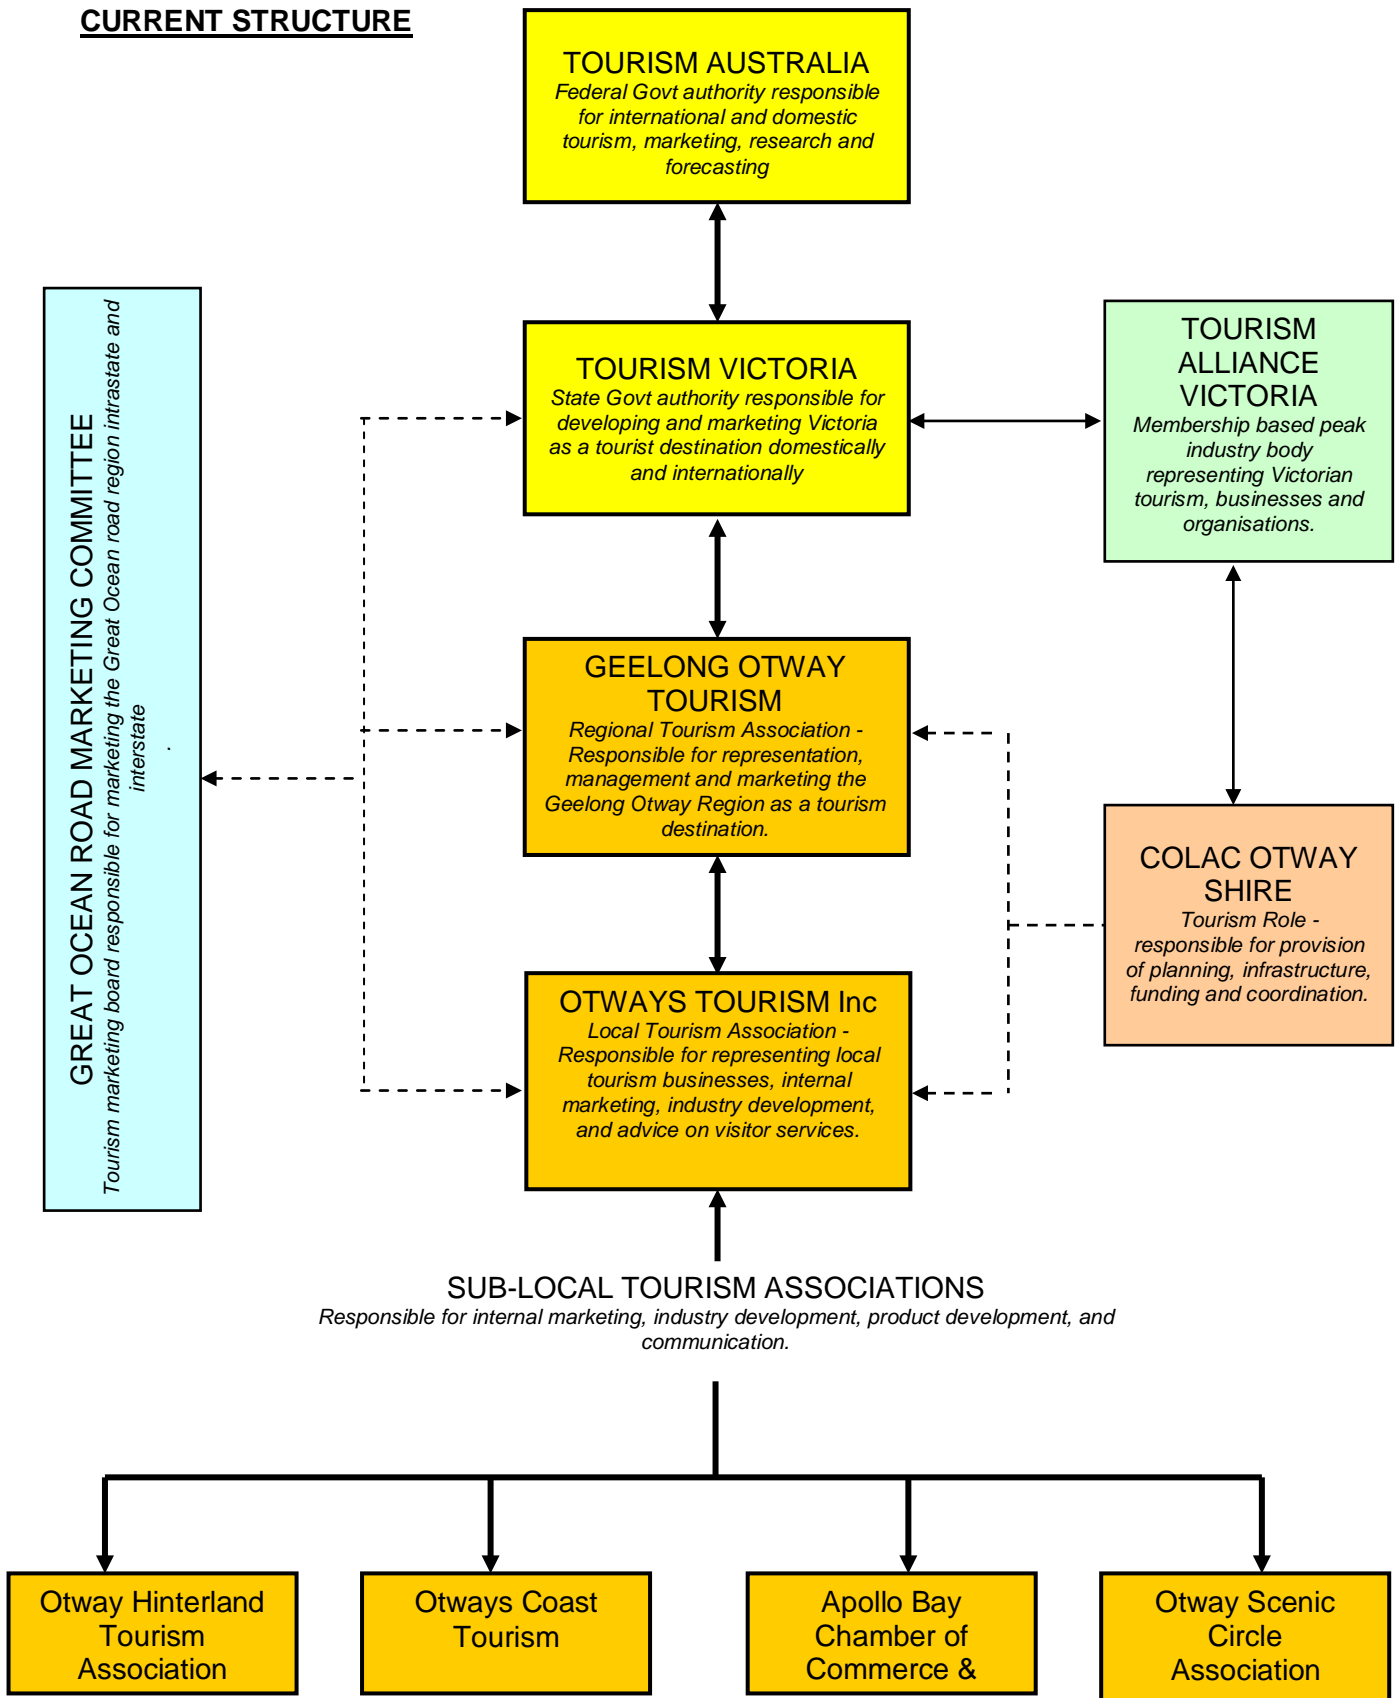 CURRENT STRUCTURE
TOURISM AUSTRALIA
Federal Govt authority responsible
for international and domestic
tourism, marketing, research and
forecasting
GREAT OCEAN ROAD MARKETING COMMITTEE
Tourism marketing board responsible for marketing the Great Ocean road region intrastate and
interstate
.
TOURISM VICTORIA
State Govt authority responsible for
developing and marketing Victoria
as a tourist destination domestically
and internationally
TOURISM
ALLIANCE
VICTORIA
Membership based peak
industry body
representing Victorian
tourism, businesses and
organisations.
GEELONG OTWAY
TOURISM
Regional Tourism Association -
Responsible for representation,
management and marketing the
Geelong Otway Region as a tourism
destination.
COLAC OTWAY
SHIRE
Tourism Role -
responsible for provision
of planning, infrastructure,
funding and coordination.
OTWAYS TOURISM Inc
Local Tourism Association -
Responsible for representing local
tourism businesses, internal
marketing, industry development,
and advice on visitor services.
SUB-LOCAL TOURISM ASSOCIATIONS
Responsible for internal marketing, industry development, product development, and
communication.
Otway Hinterland
Tourism
Association
Otways Coast
Tourism
Apollo Bay
Chamber of
Commerce &
Otway Scenic
Circle
Association